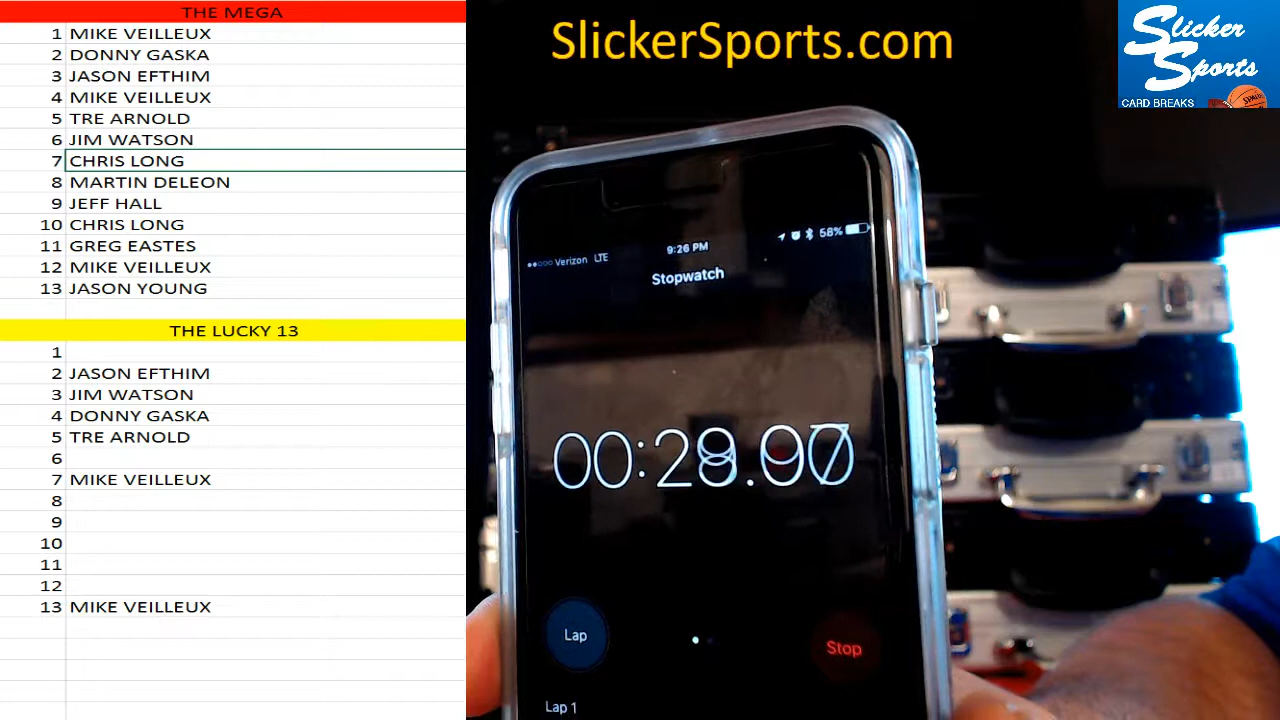 THE MEGA
1 MIKE VEILLEUX
2 DONNY GASKA
3 JASON EFTHIM
4 MIKE VEILLEUX
5 TRE ARNOLD
6 JIM WATSON
7 CHRIS LONG
8 MARTIN DELEON
9 JEFF HALL
10 CHRIS LONG
11 GREG EASTES
12 MIKE VEILLEUX
13 JASON YOUNG
THE LUCKY 13
1
2 JASON EFTHIM
3 JIM WATSON
4 DONNY GASKA
5 TRE ARNOLD
6
7 MIKE VEILLEUX
8
9
10
11
12
13 MIKE VEILLEUX
SlickerSports.com
Slicker
Sports
CARD BREAKS
Verizon LTE
9:26 PM
58%
Stopwatch
Lap
Stop
Lap 1